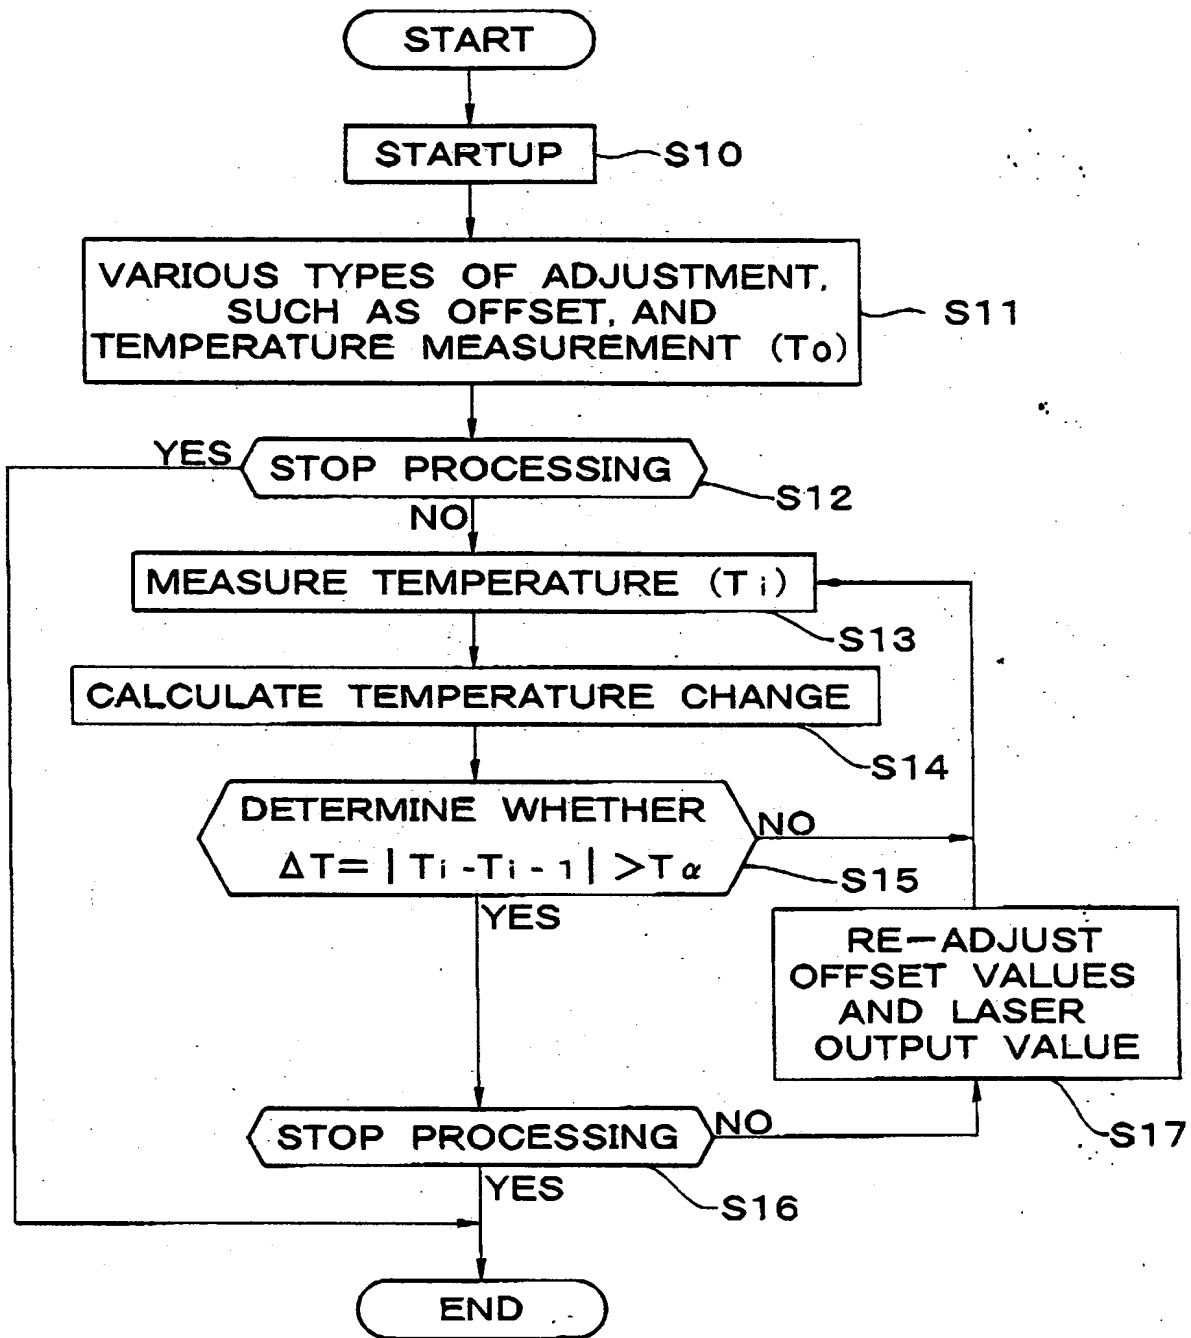 START
STARTUP
S10
VARIOUS TYPES OF ADJUSTMENT,
SUCH AS OFFSET, AND
TEMPERATURE MEASUREMENT (To)
S11
YES
STOP PROCESSING
S12
NO
MEASURE TEMPERATURE (Ti)
S13
CALCULATE TEMPERATURE CHANGE
S14
DETERMINE WHETHER
ΔT=|Ti-Ti-1|>Tα
NO
S15
YES
RE-ADJUST
OFFSET VALUES
AND LASER
OUTPUT VALUE
S17
STOP PROCESSING
NO
S16
YES
END